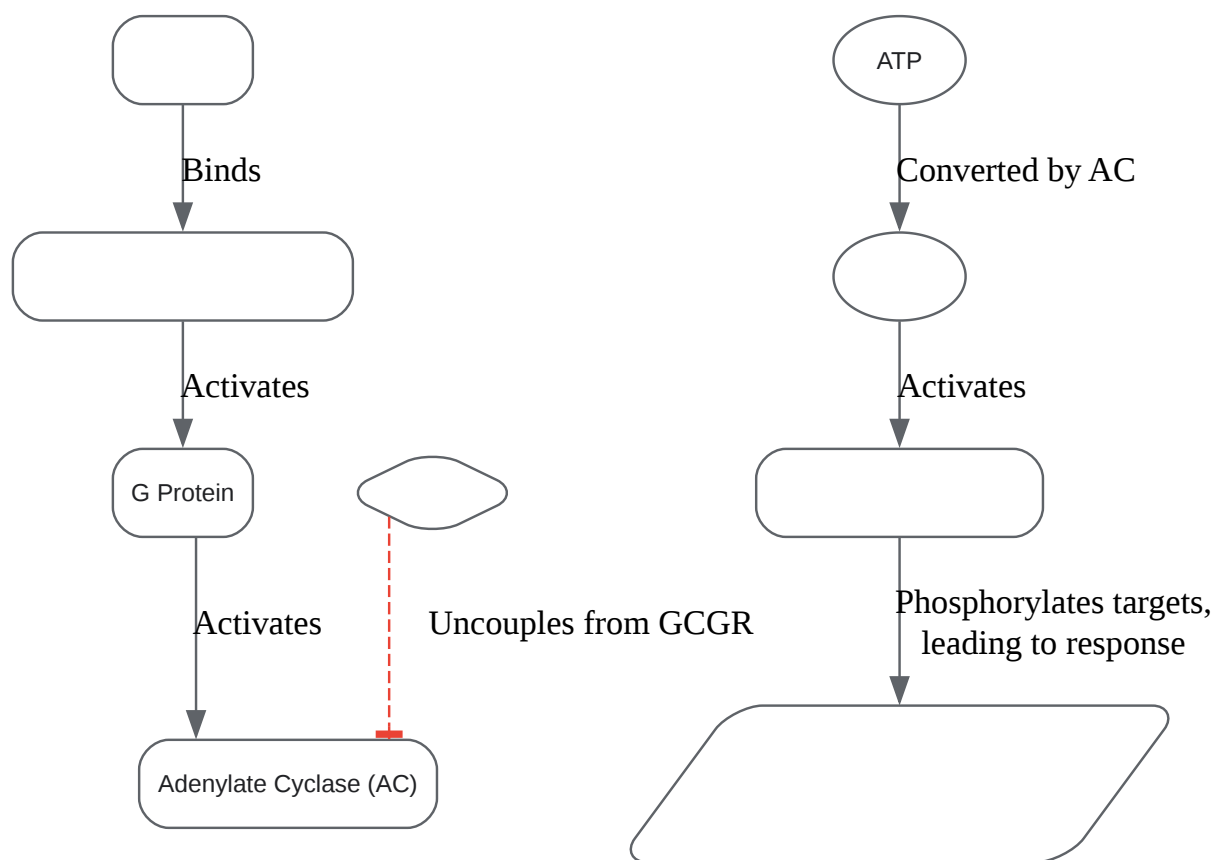 ATP
Binds
Converted by AC
Activates
Activates
G Protein
Activates
Uncouples from GCGR
Phosphorylates targets,
leading to response
Adenylate Cyclase (AC)